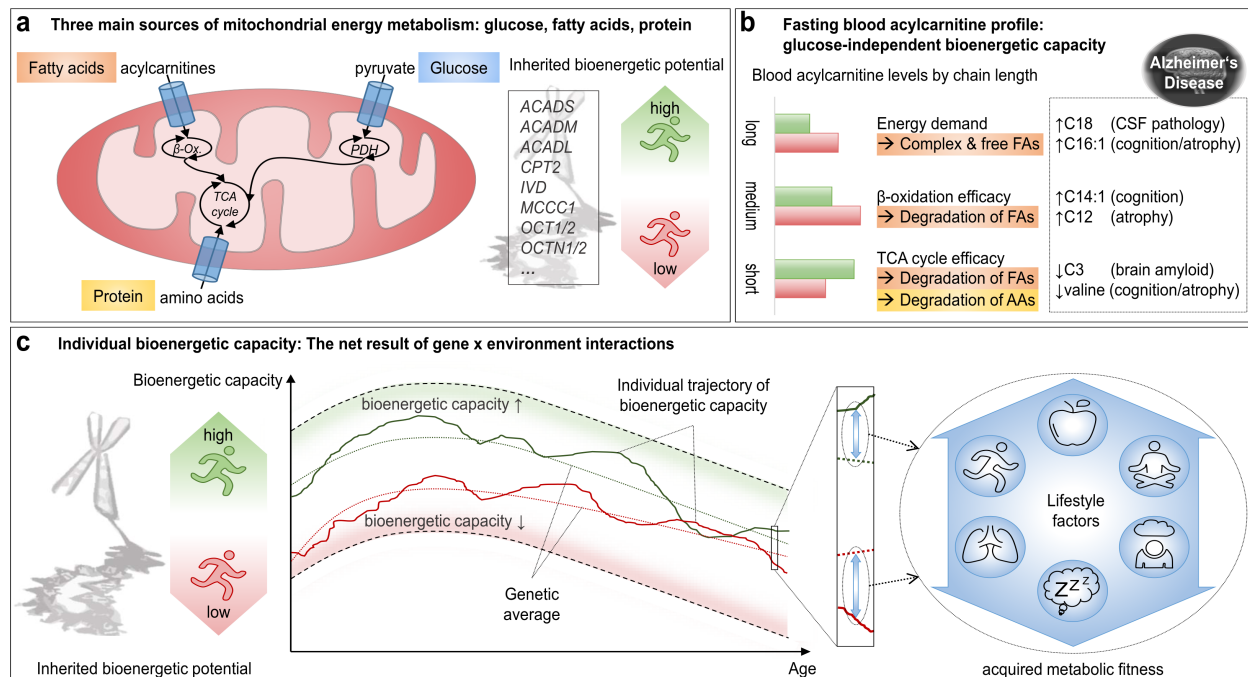 a Three main sources of mitochondrial energy metabolism: glucose, fatty acids, protein
Fatty acids acylcarnitines
pyruvate Glucose
β-Ox.
PDH
TCA
cycle
Protein amino acids
Inherited bioenergetic potential
ACADS
ACADM
ACADL
CPT2
IVD
MCCC1
OCT1/2
OCTN1/2
...
high
low
b Fasting blood acylcarnitine profile:
glucose-independent bioenergetic capacity
Alzheimer's
Disease
Blood acylcarnitine levels by chain length
long
Energy demand
→ Complex & free FAs
↑C18 (CSF pathology)
↑C16:1 (cognition/atrophy)
medium
β-oxidation efficacy
→ Degradation of FAs
↑C14:1 (cognition)
↑C12 (atrophy)
short
TCA cycle efficacy
→ Degradation of FAs
→ Degradation of AAs
↓C3 (brain amyloid)
↓valine (cognition/atrophy)
c Individual bioenergetic capacity: The net result of gene x environment interactions
high
low
Inherited bioenergetic potential
Bioenergetic capacity
bioenergetic capacity ↑
Individual trajectory of
bioenergetic capacity
bioenergetic capacity ↓
Genetic
average
Age
Lifestyle
factors
zzz
acquired metabolic fitness